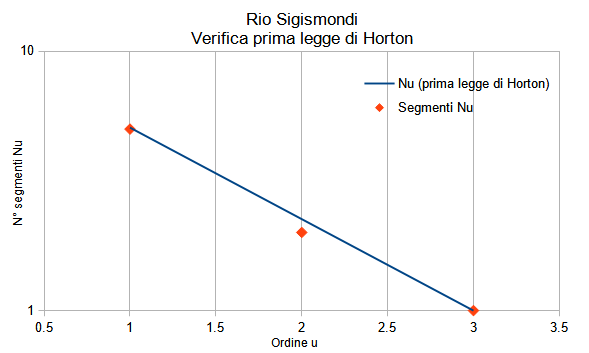 Rio Sigismondi
Verifica prima legge di Horton
10
Nu (prima legge di Horton)
Segmenti Nu
N° segmenti Nu
1
0.5 1 1.5 2 2.5 3 3.5
Ordine u